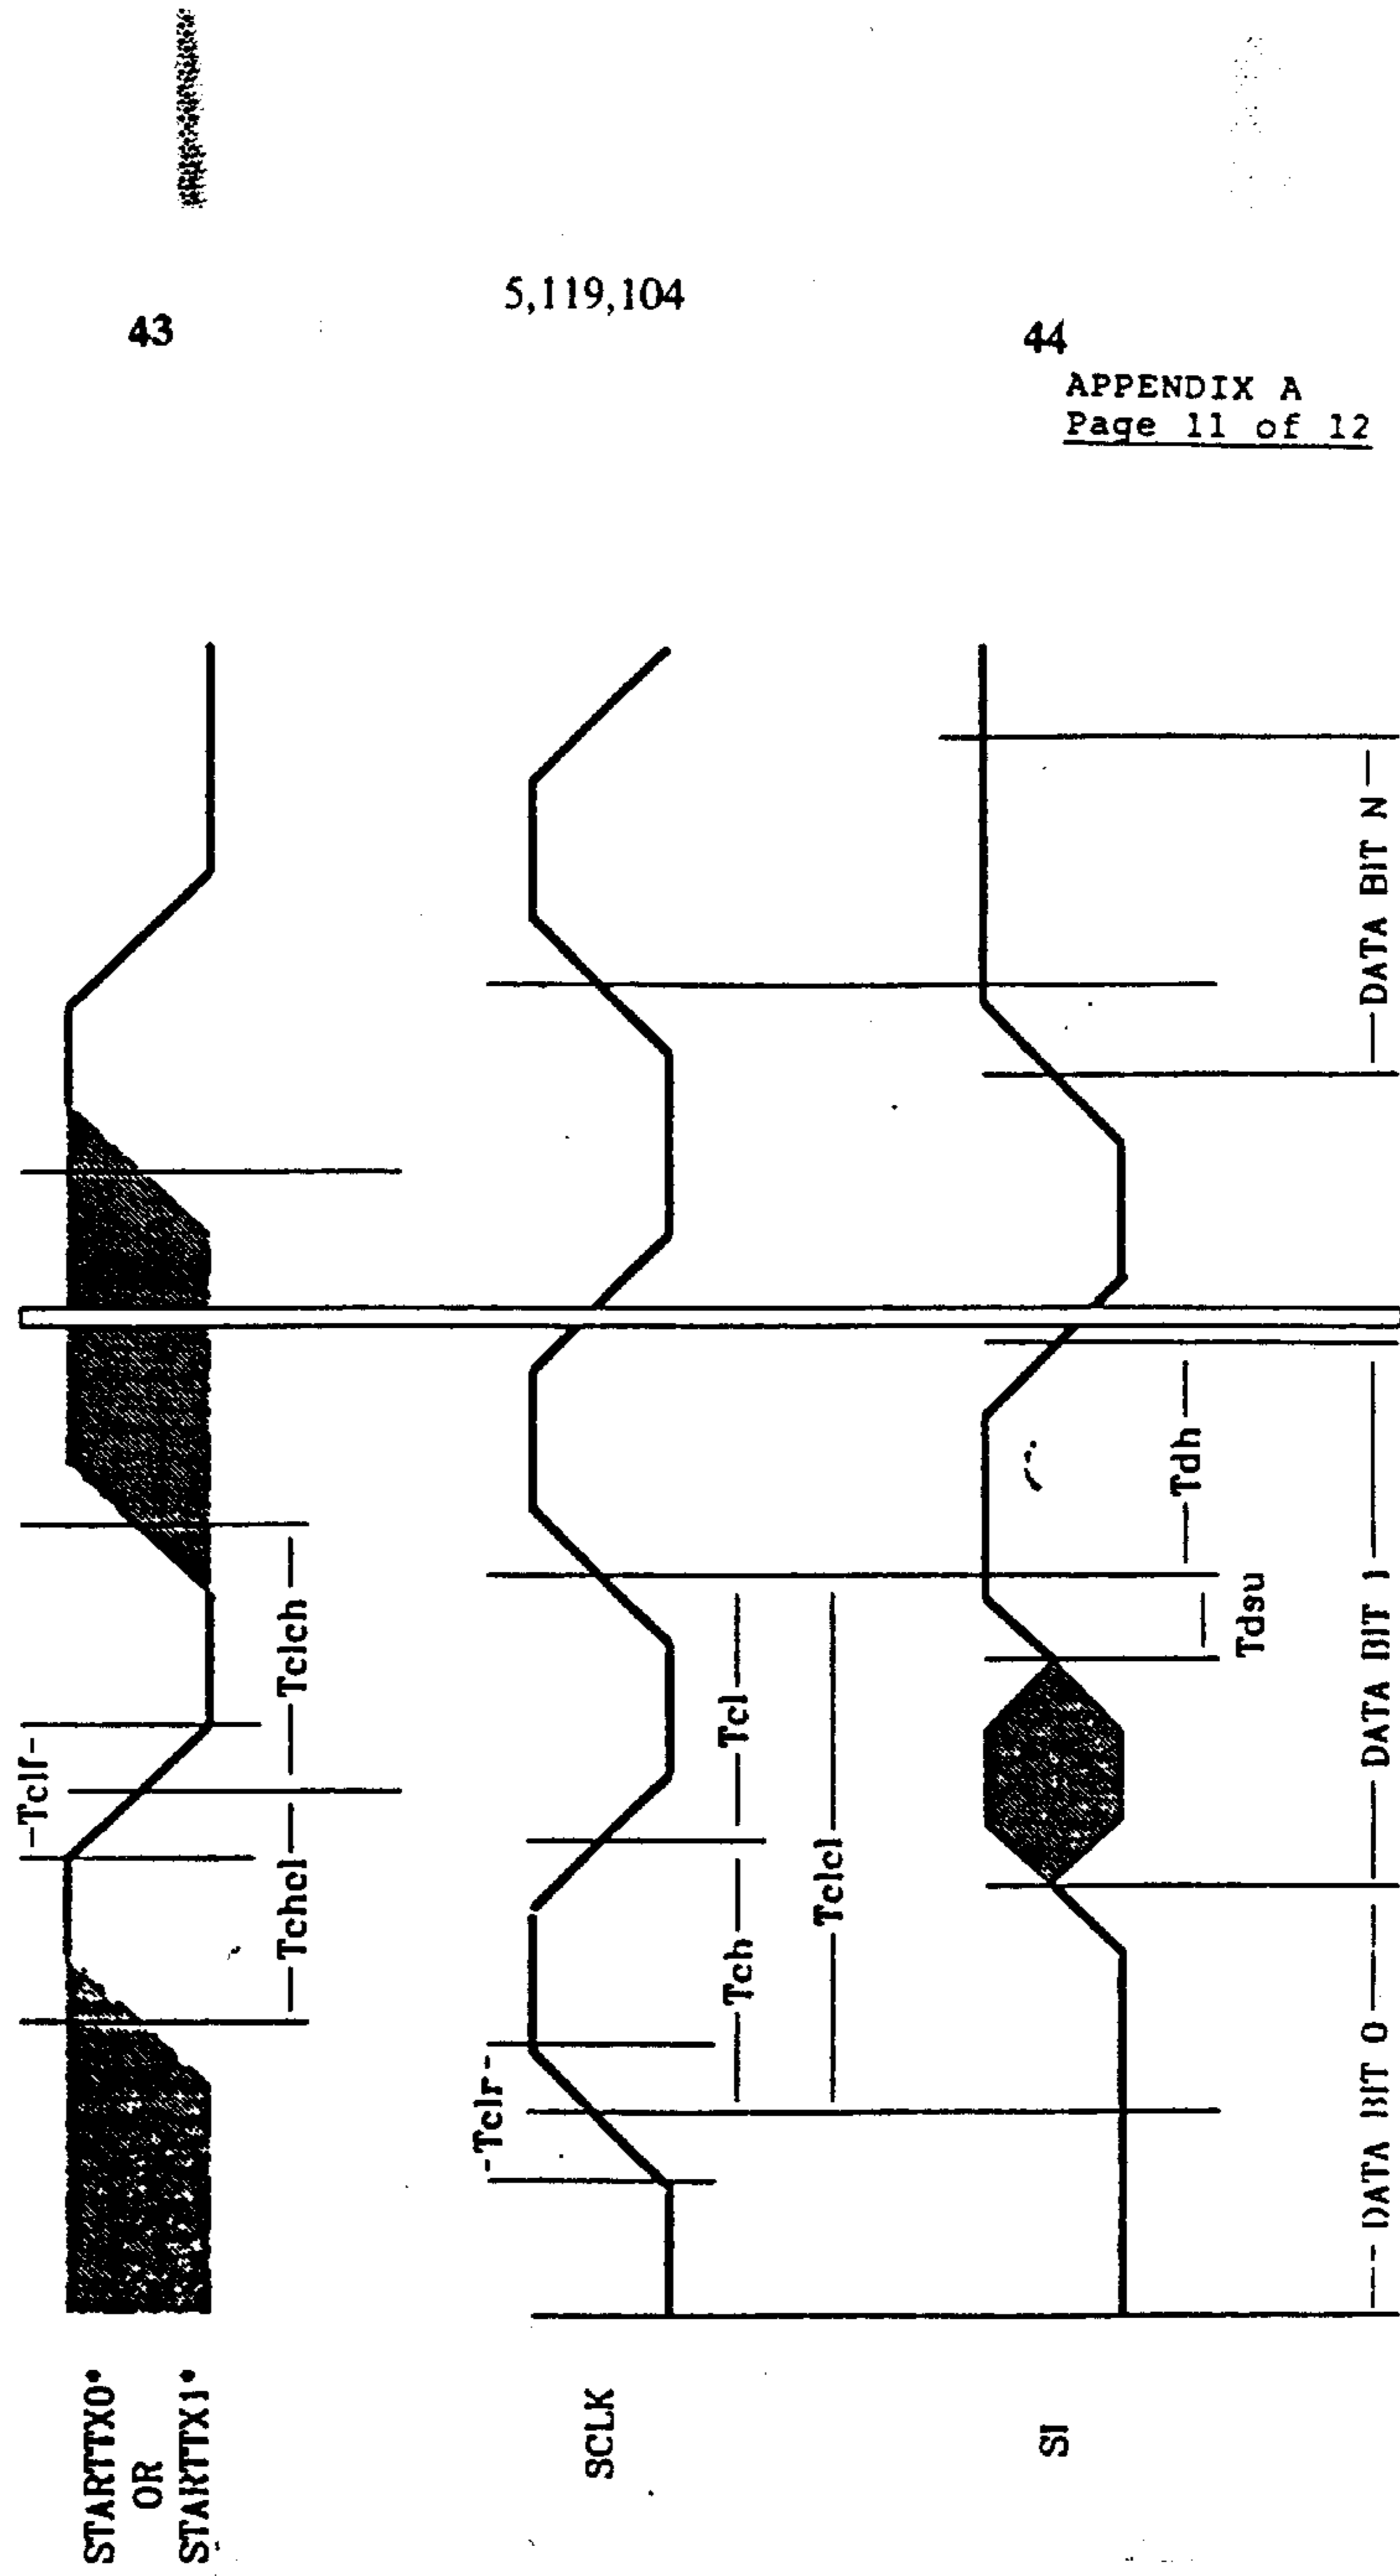 43
5,119,104
44
APPENDIX A
Page 11 of 12
STARTTX0*
OR
STARTTX1*
-Tclf-
Tchcl
Tclch
SCLK
-Tclr-
Tch
Tcl
Tclcl
SI
Tdsu
Tdh
DATA BIT 0
DATA BIT 1
DATA BIT N